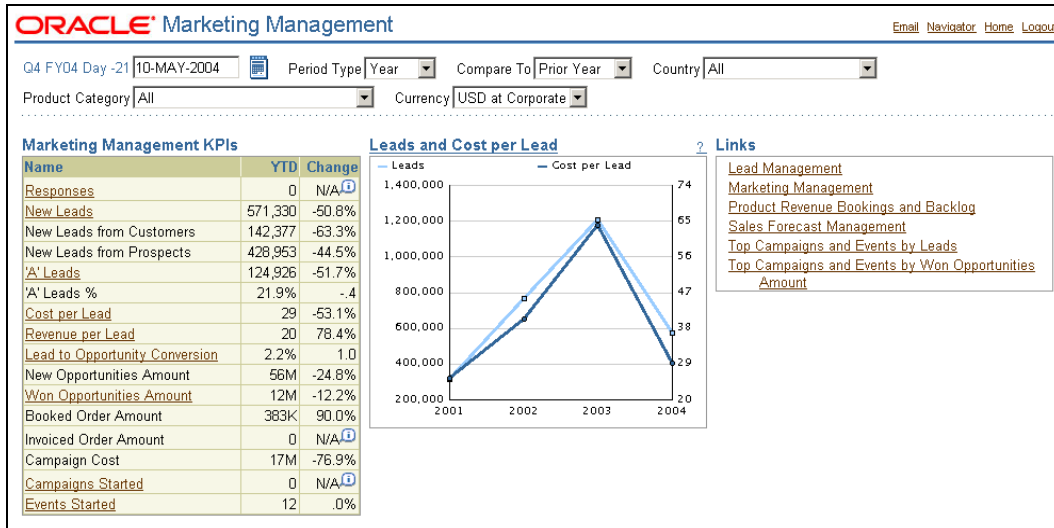 ORACLE Marketing Management
Email Navigator Home Logou
Q4 FY04 Day -21 10-MAY-2004 Period Type Year Compare To Prior Year Country All
Product Category All Currency USD at Corporate
Marketing Management KPIs
Name YTD Change
Responses 0 N/A
New Leads 571,330 -50.8%
New Leads from Customers 142,377 -63.3%
New Leads from Prospects 428,953 -44.5%
'A' Leads 124,926 -51.7%
'A' Leads % 21.9% -.4
Cost per Lead 29 -53.1%
Revenue per Lead 20 78.4%
Lead to Opportunity Conversion 2.2% 1.0
New Opportunities Amount 56M -24.8%
Won Opportunities Amount 12M -12.2%
Booked Order Amount 383K 90.0%
Invoiced Order Amount 0 N/A
Campaign Cost 17M -76.9%
Campaigns Started 0 N/A
Events Started 12 .0%
Leads and Cost per Lead ?
Leads Cost per Lead
1,400,000 74
1,200,000 65
1,000,000 56
800,000 47
600,000 38
400,000 29
200,000 20
2001 2002 2003 2004
Links
Lead Management
Marketing Management
Product Revenue Bookings and Backlog
Sales Forecast Management
Top Campaigns and Events by Leads
Top Campaigns and Events by Won Opportunities
Amount